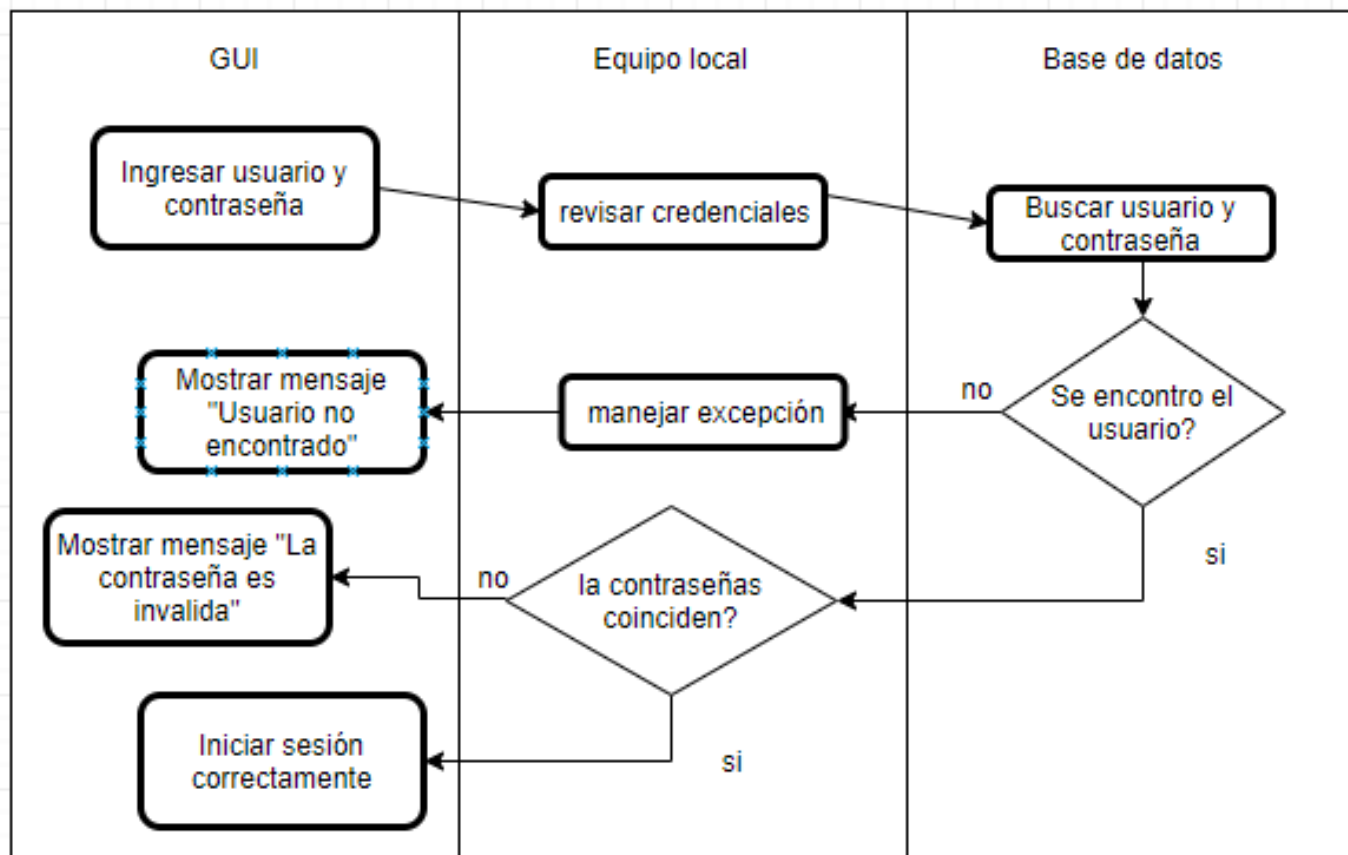 GUI
Equipo local
Base de datos
Ingresar usuario y
contraseña
revisar credenciales
Buscar usuario y
contraseña
Mostrar mensaje
"Usuario no
encontrado"
manejar excepción
no
Se encontro el
usuario?
Mostrar mensaje "La
contraseña es
invalida"
no
la contraseñas
coinciden?
si
Iniciar sesión
correctamente
si